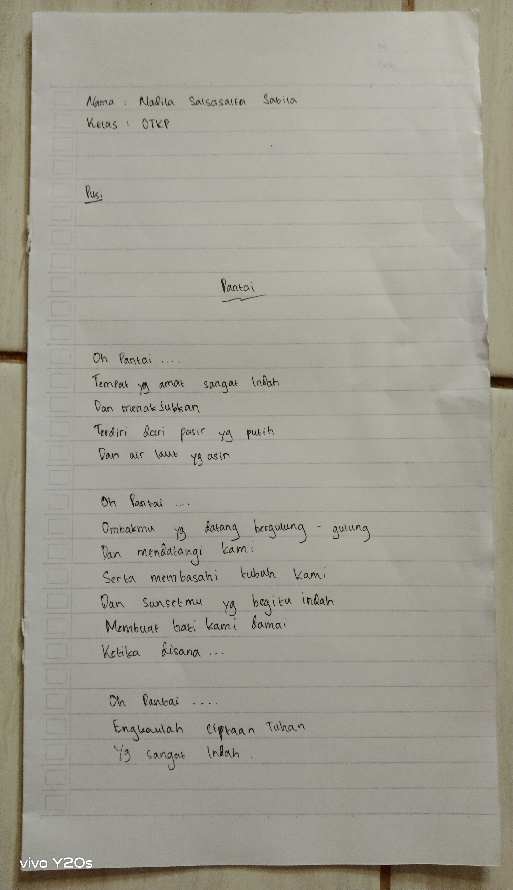 Nama : Nadila Salsasalfa Sabila
Kelas : OTKP
Puisi
Pantai
Oh Pantai ....
Tempat yg amat sangat Indah
Dan menakjubkan
Terdiri dari pasir yg putih
Dan air laut yg asin
Oh Pantai ....
Ombakmu yg datang bergulung - gulung
Dan mendatangi kami
Serta membasahi tubuh kami
Dan Sunsetmu yg begitu indah
Membuat hati kami damai
Ketika disana ...
Oh Pantai ....
Engkaulah ciptaan Tuhan
Yg sangat Indah.
vivo Y20s